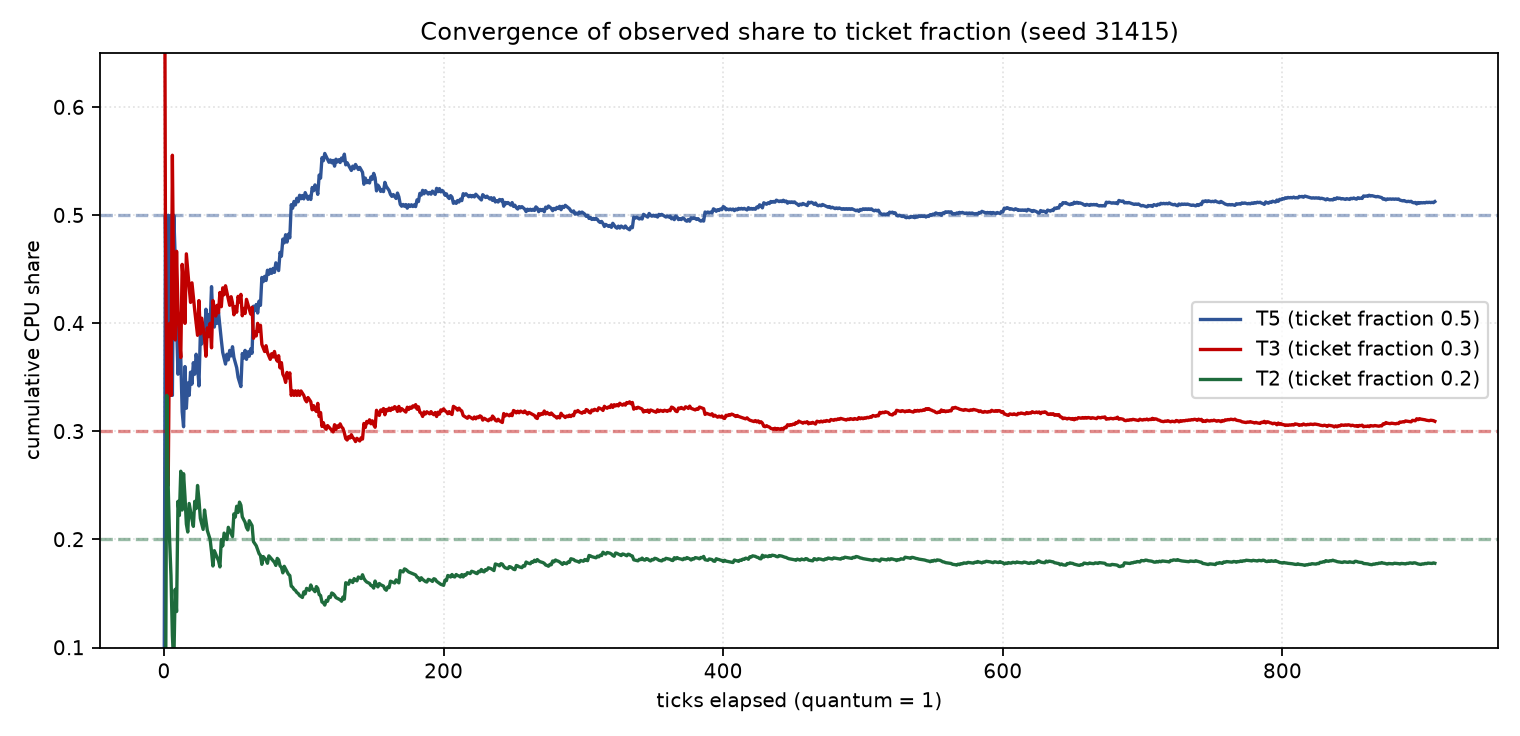 Convergence of observed share to ticket fraction (seed 31415)
cumulative CPU share
0.6
0.5
0.4
0.3
0.2
0.1
T5 (ticket fraction 0.5)
T3 (ticket fraction 0.3)
T2 (ticket fraction 0.2)
0
200
400
600
800
ticks elapsed (quantum = 1)